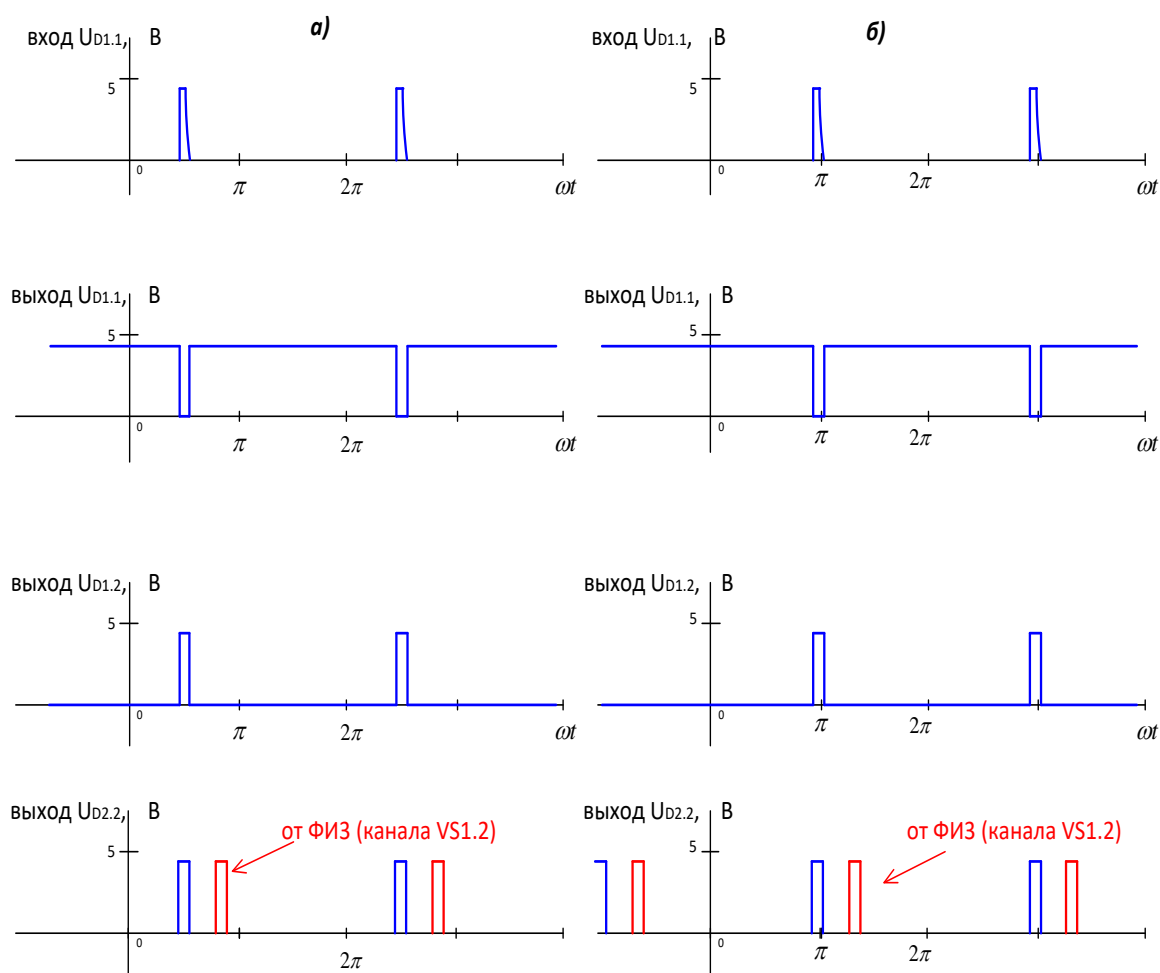 а)
вход UD1.1, В
5
0
π
2π
ωt
б)
вход UD1.1, В
5
0
π
2π
ωt
выход UD1.1, В
5
0
π
2π
ωt
выход UD1.1, В
5
0
π
2π
ωt
выход UD1.2, В
5
0
π
2π
ωt
выход UD1.2, В
5
0
π
2π
ωt
выход UD2.2, В
от ФИЗ (канала VS1.2)
5
0
2π
выход UD2.2, В
от ФИЗ (канала VS1.2)
5
0
π
2π